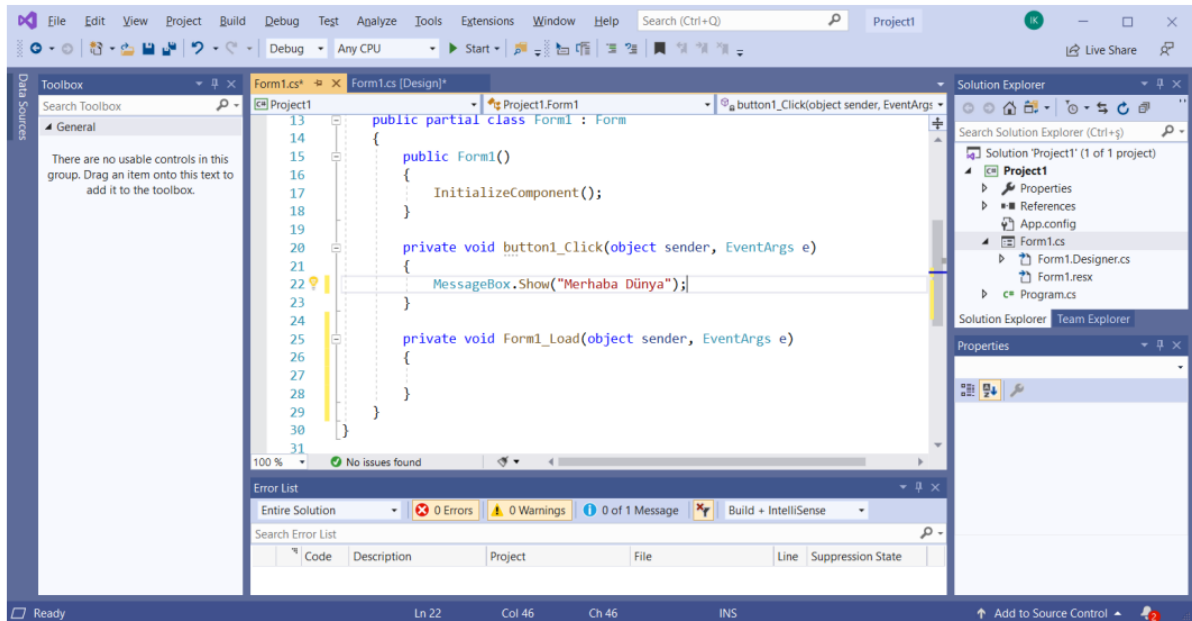 File Edit View Project Build Debug Test Analyze Tools Extensions Window Help Search (Ctrl+Q) Project1 IK
Debug Any CPU Start Live Share
Data Sources
Toolbox
Search Toolbox
General
There are no usable controls in this
group. Drag an item onto this text to
add it to the toolbox.
Form1.cs* Form1.cs [Design]*
C# Project1 Project1.Form1 button1_Click(object sender, EventArgs
13 public partial class Form1 : Form
14 {
15 public Form1()
16 {
17 InitializeComponent();
18 }
19
20 private void button1_Click(object sender, EventArgs e)
21 {
22 MessageBox.Show("Merhaba Dünya");
23 }
24
25 private void Form1_Load(object sender, EventArgs e)
26 {
27
28 }
29 }
30 }
31
100 % No issues found
Error List
Entire Solution 0 Errors 0 Warnings 0 of 1 Message Build + IntelliSense
Search Error List
Code Description Project File Line Suppression State
Solution Explorer
Search Solution Explorer (Ctrl+ş)
Solution 'Project1' (1 of 1 project)
C# Project1
Properties
References
App.config
Form1.cs
Form1.Designer.cs
Form1.resx
C# Program.cs
Solution Explorer Team Explorer
Properties
Ready Ln 22 Col 46 Ch 46 INS Add to Source Control 2